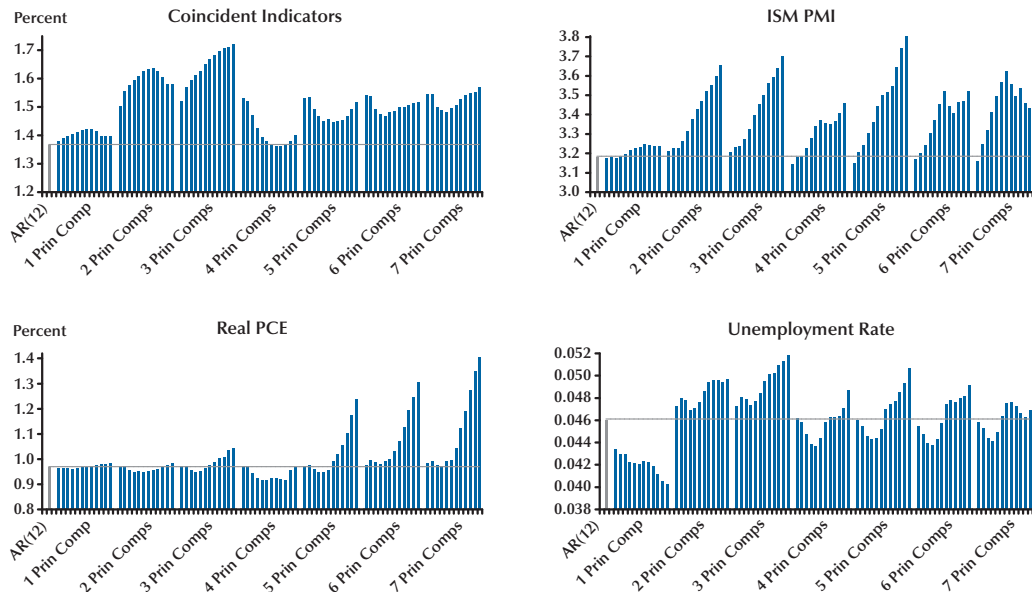 Coincident Indicators
Percent
1.7
1.6
1.5
1.4
1.3
1.2
AR(12)
1 Prin Comp
2 Prin Comps
3 Prin Comps
4 Prin Comps
5 Prin Comps
6 Prin Comps
7 Prin Comps
ISM PMI
3.8
3.7
3.6
3.5
3.4
3.3
3.2
3.1
3.0
AR(12)
1 Prin Comp
2 Prin Comps
3 Prin Comps
4 Prin Comps
5 Prin Comps
6 Prin Comps
7 Prin Comps
Real PCE
Percent
1.4
1.3
1.2
1.1
1.0
0.9
0.8
AR(12)
1 Prin Comp
2 Prin Comps
3 Prin Comps
4 Prin Comps
5 Prin Comps
6 Prin Comps
7 Prin Comps
Unemployment Rate
0.052
0.050
0.048
0.046
0.044
0.042
0.040
0.038
AR(12)
1 Prin Comp
2 Prin Comps
3 Prin Comps
4 Prin Comps
5 Prin Comps
6 Prin Comps
7 Prin Comps